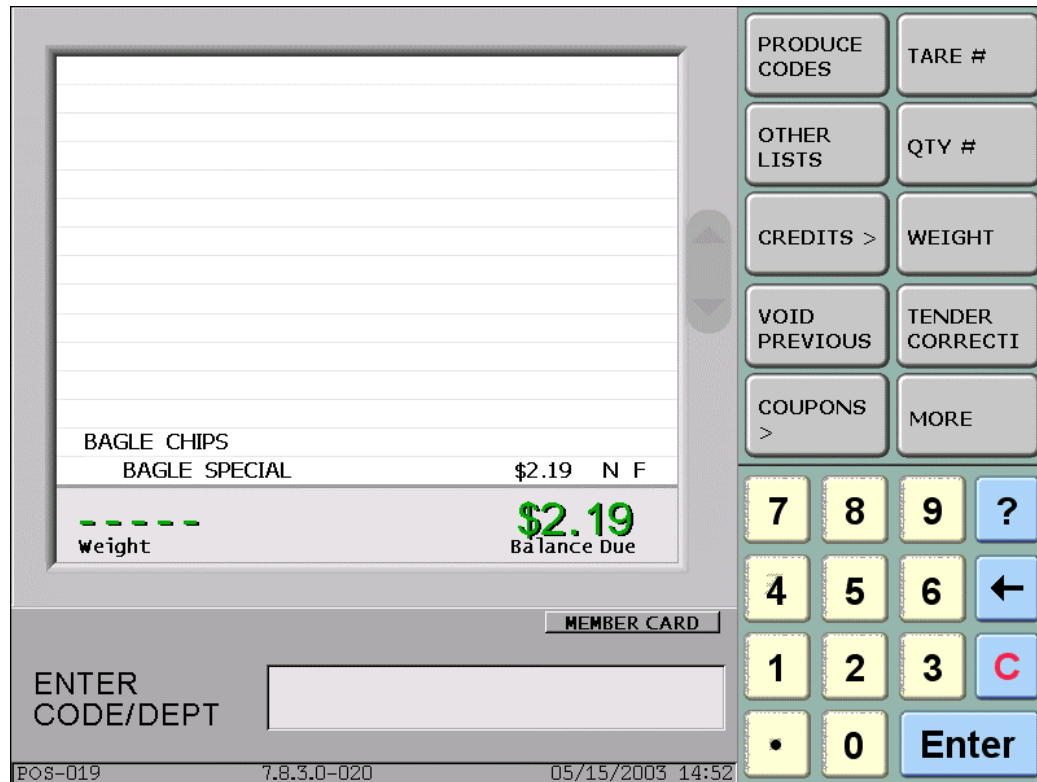 BAGLE CHIPS
BAGLE SPECIAL $2.19 N F
----- $2.19
Weight Balance Due
MEMBER CARD
ENTER
CODE/DEPT
POS-019 7.8.3.0-020 05/15/2003 14:52
PRODUCE
CODES
TARE #
OTHER
LISTS
QTY #
CREDITS >
WEIGHT
VOID
PREVIOUS
TENDER
CORRECTI
COUPONS
>
MORE
7 8 9 ?
4 5 6 ←
1 2 3 C
. 0 Enter